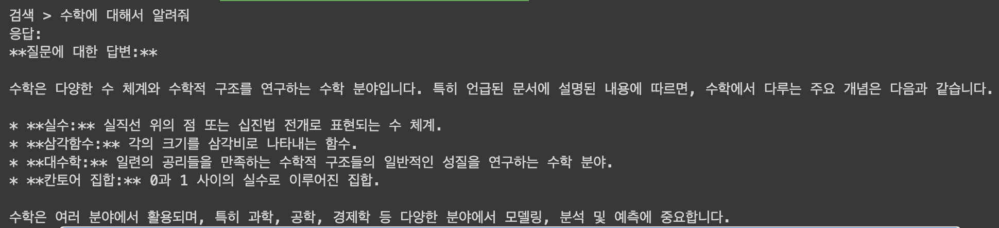 검색 > 수학에 대해서 알려줘
응답:
**질문에 대한 답변:**
수학은 다양한 수 체계와 수학적 구조를 연구하는 수학 분야입니다. 특히 언급된 문서에 설명된 내용에 따르면, 수학에서 다루는 주요 개념은 다음과 같습니다.
* **실수:** 실직선 위의 점 또는 십진법 전개로 표현되는 수 체계.
* **삼각함수:** 각의 크기를 삼각비로 나타내는 함수.
* **대수학:** 일련의 공리들을 만족하는 수학적 구조들의 일반적인 성질을 연구하는 수학 분야.
* **칸토어 집합:** 0과 1 사이의 실수로 이루어진 집합.
수학은 여러 분야에서 활용되며, 특히 과학, 공학, 경제학 등 다양한 분야에서 모델링, 분석 및 예측에 중요합니다.